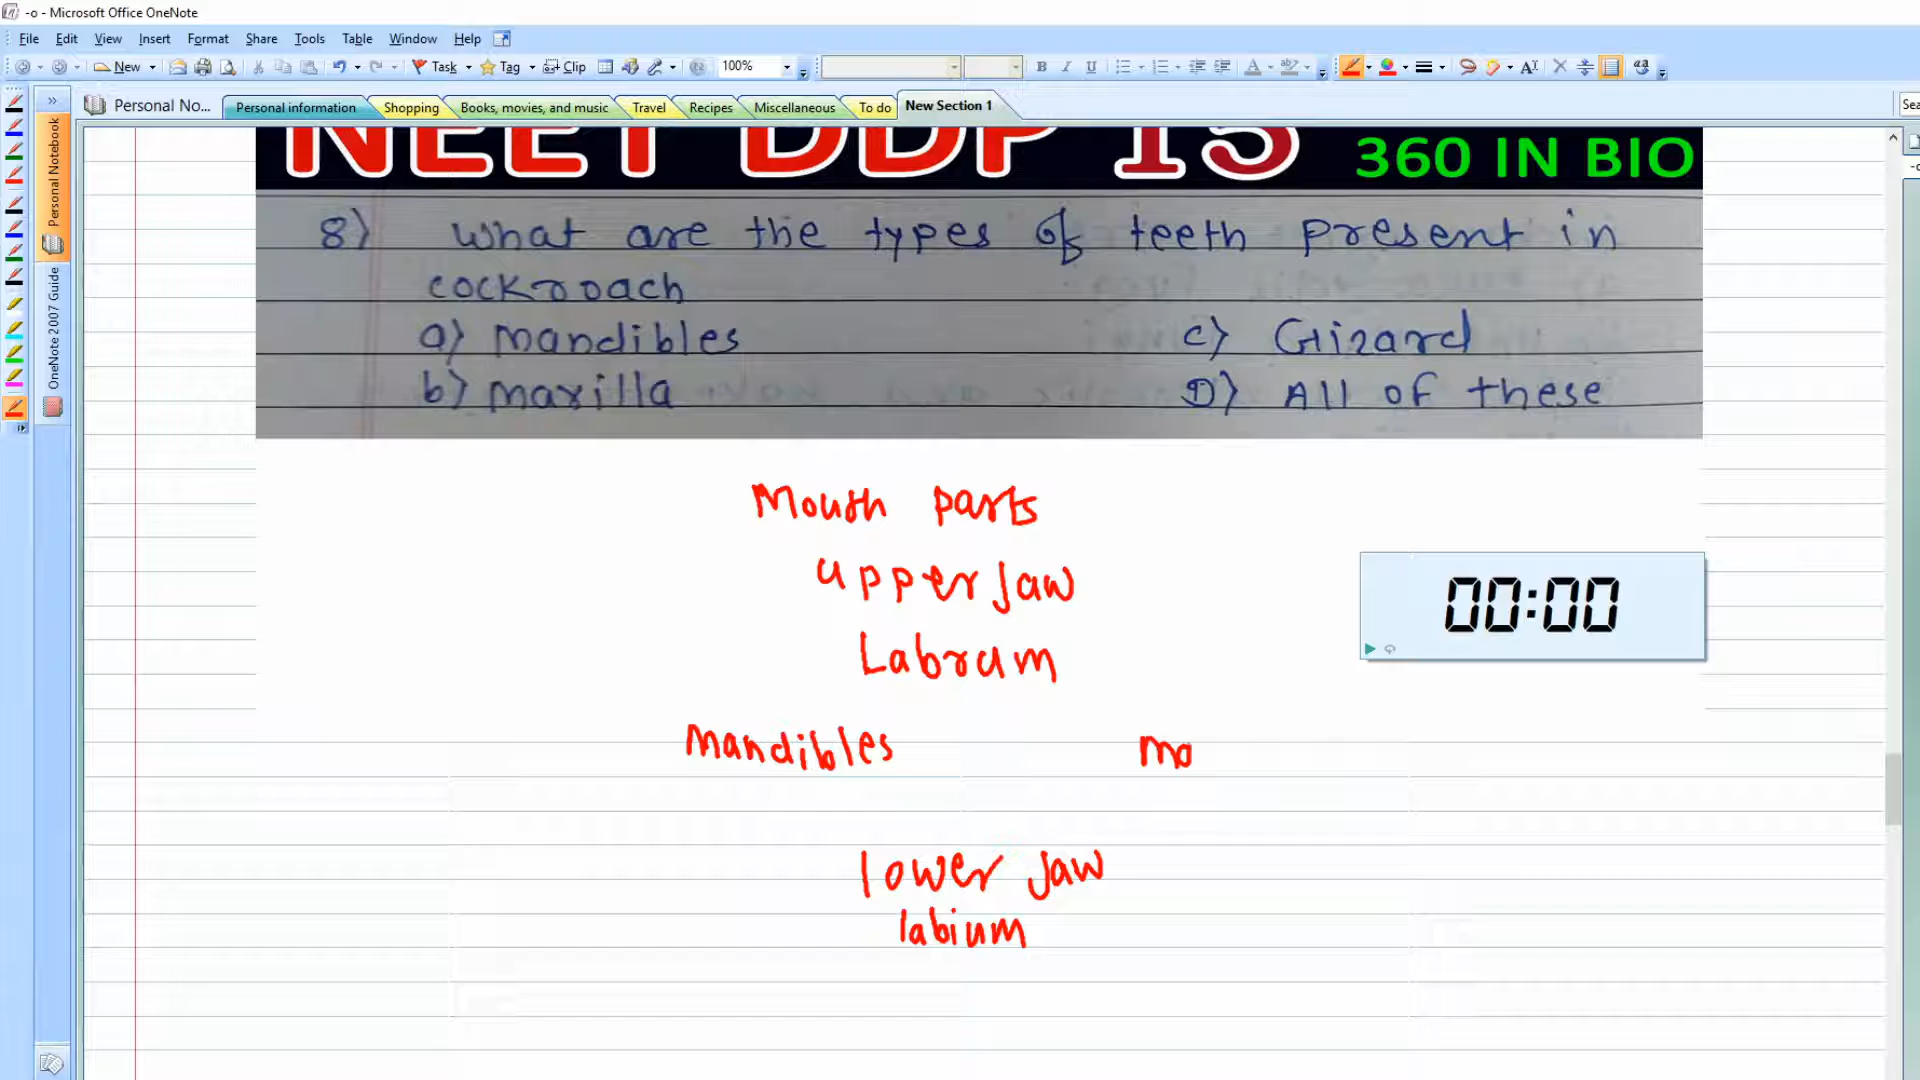 -o - Microsoft Office OneNote
File Edit View Insert Format Share Tools Table Window Help
New Task Tag Clip 100% B I U
Personal No... Personal information Shopping Books, movies, and music Travel Recipes Miscellaneous To do New Section 1 Sea
Personal Notebook
OneNote 2007 Guide
NEET DDP 15 360 IN BIO
8) What are the types of teeth present in
cockroach
a) mandibles c) Gizard
b) maxilla D) All of these
Mouth parts
upper Jaw
Labrum
00:00
Mandibles ma
lower Jaw
labium